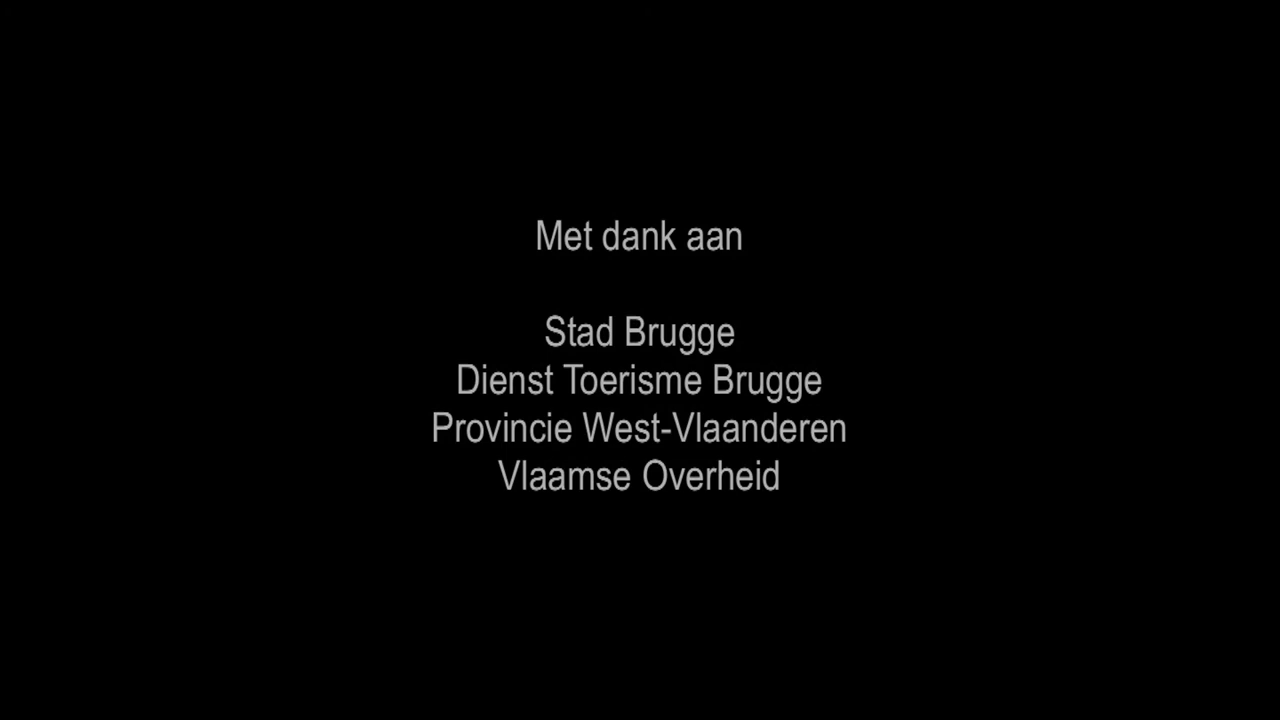 Met dank aan
Stad Brugge
Dienst Toerisme Brugge
Provincie West-Vlaanderen
Vlaamse Overheid